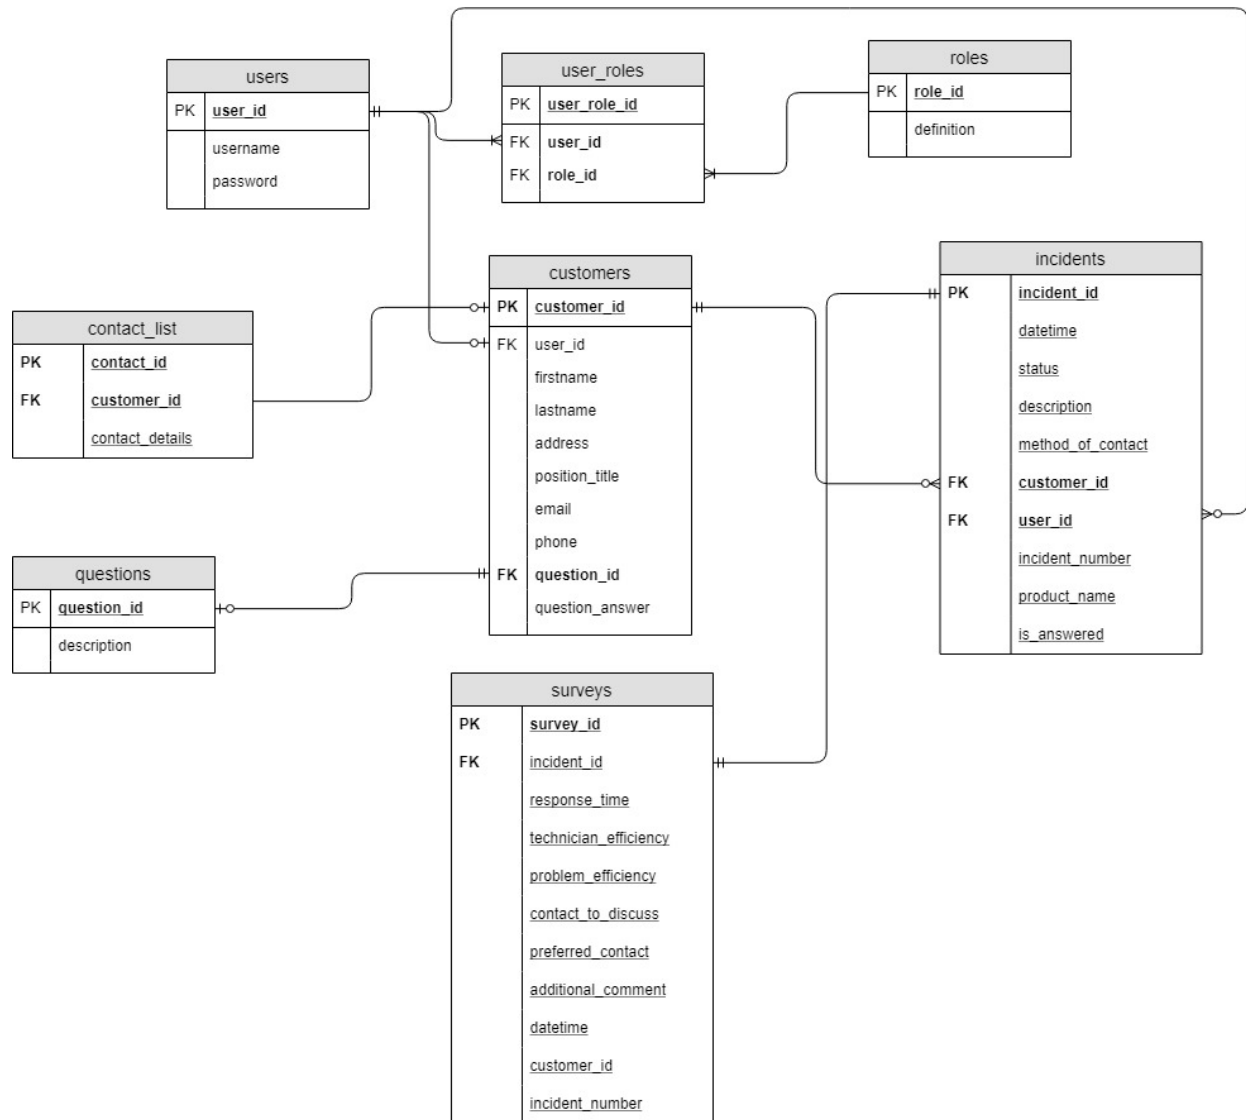 users
PK user_id
username
password
user_roles
PK user_role_id
FK user_id
FK role_id
roles
PK role_id
definition
customers
PK customer_id
FK user_id
firstname
lastname
address
position_title
email
phone
FK question_id
question_answer
incidents
PK incident_id
datetime
status
description
method_of_contact
FK customer_id
FK user_id
incident_number
product_name
is_answered
contact_list
PK contact_id
FK customer_id
contact_details
questions
PK question_id
description
surveys
PK survey_id
FK incident_id
response_time
technician_efficiency
problem_efficiency
contact_to_discuss
preferred_contact
additional_comment
datetime
customer_id
incident_number